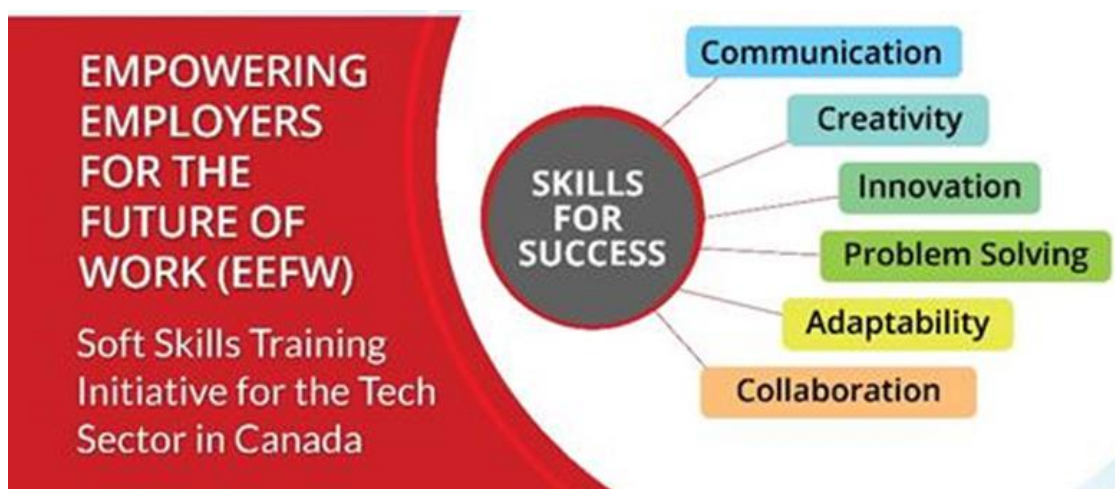 EMPOWERING
EMPLOYERS
FOR THE
FUTURE OF
WORK (EEFW)
Soft Skills Training
Initiative for the Tech
Sector in Canada
SKILLS
FOR
SUCCESS
Communication
Creativity
Innovation
Problem Solving
Adaptability
Collaboration